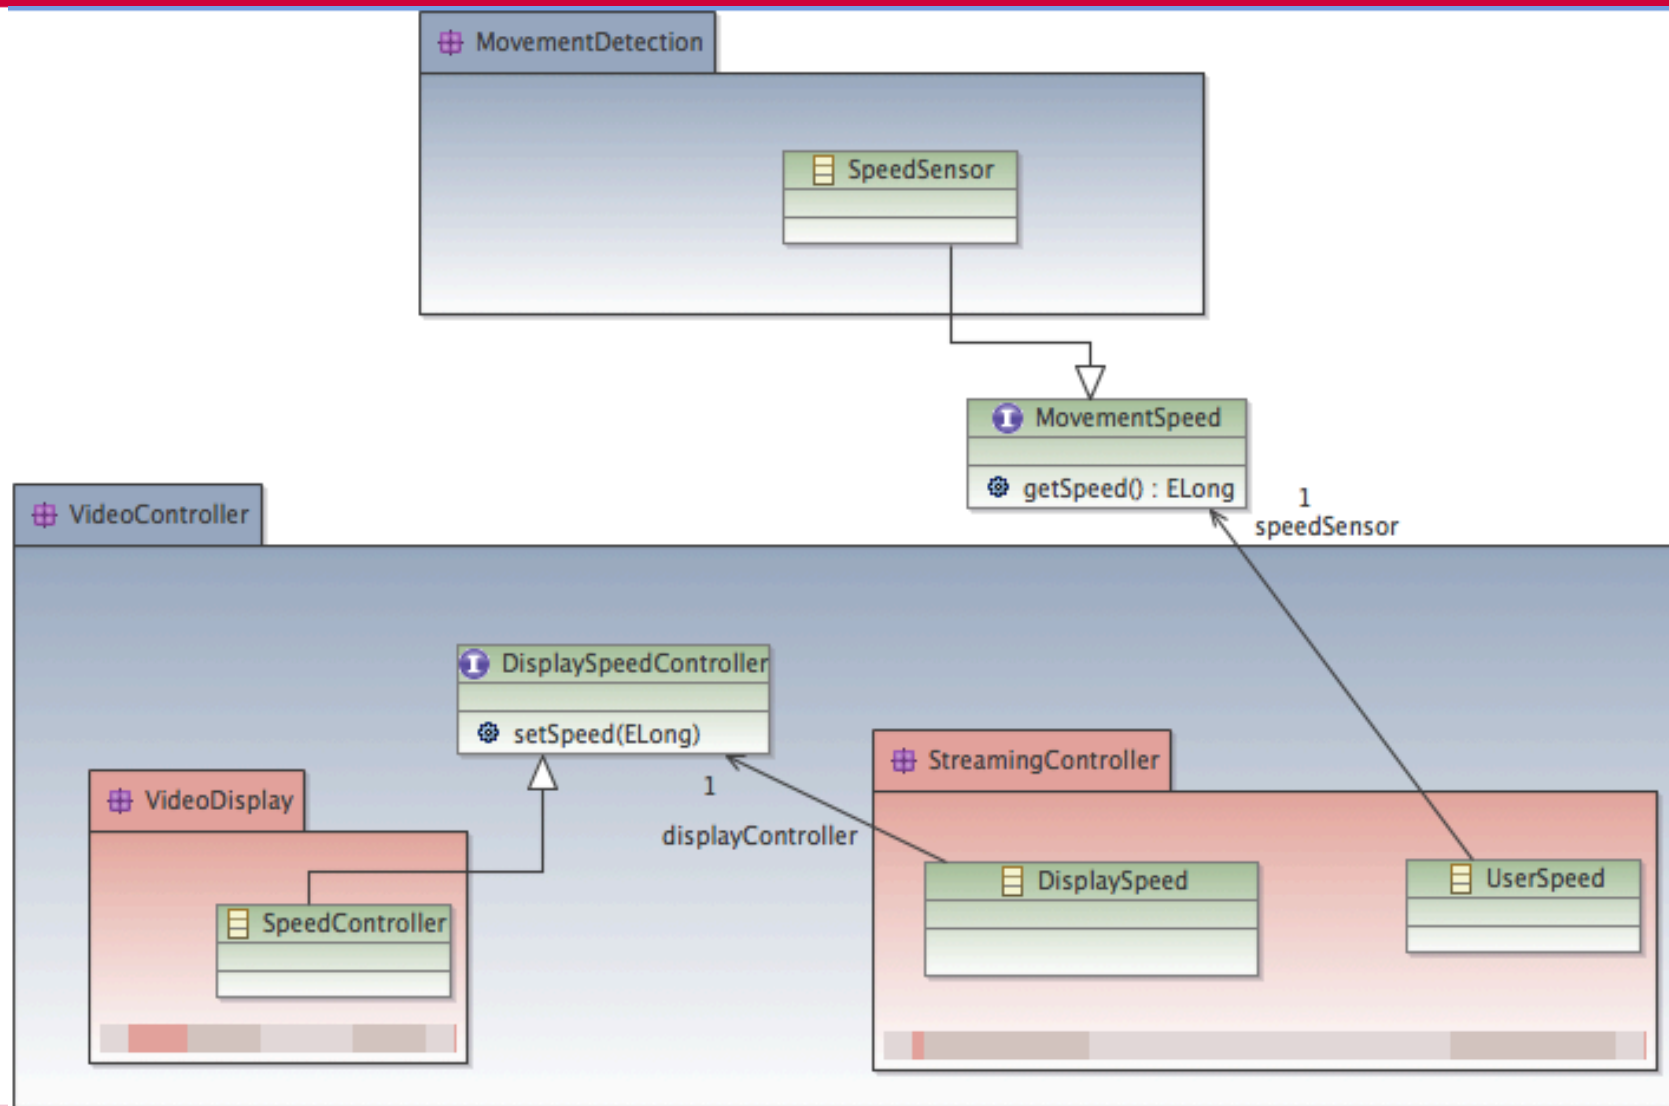 MovementDetection
SpeedSensor
MovementSpeed
getSpeed() : ELong
1
speedSensor
VideoController
DisplaySpeedController
setSpeed(ELong)
1
displayController
VideoDisplay
SpeedController
StreamingController
DisplaySpeed
UserSpeed